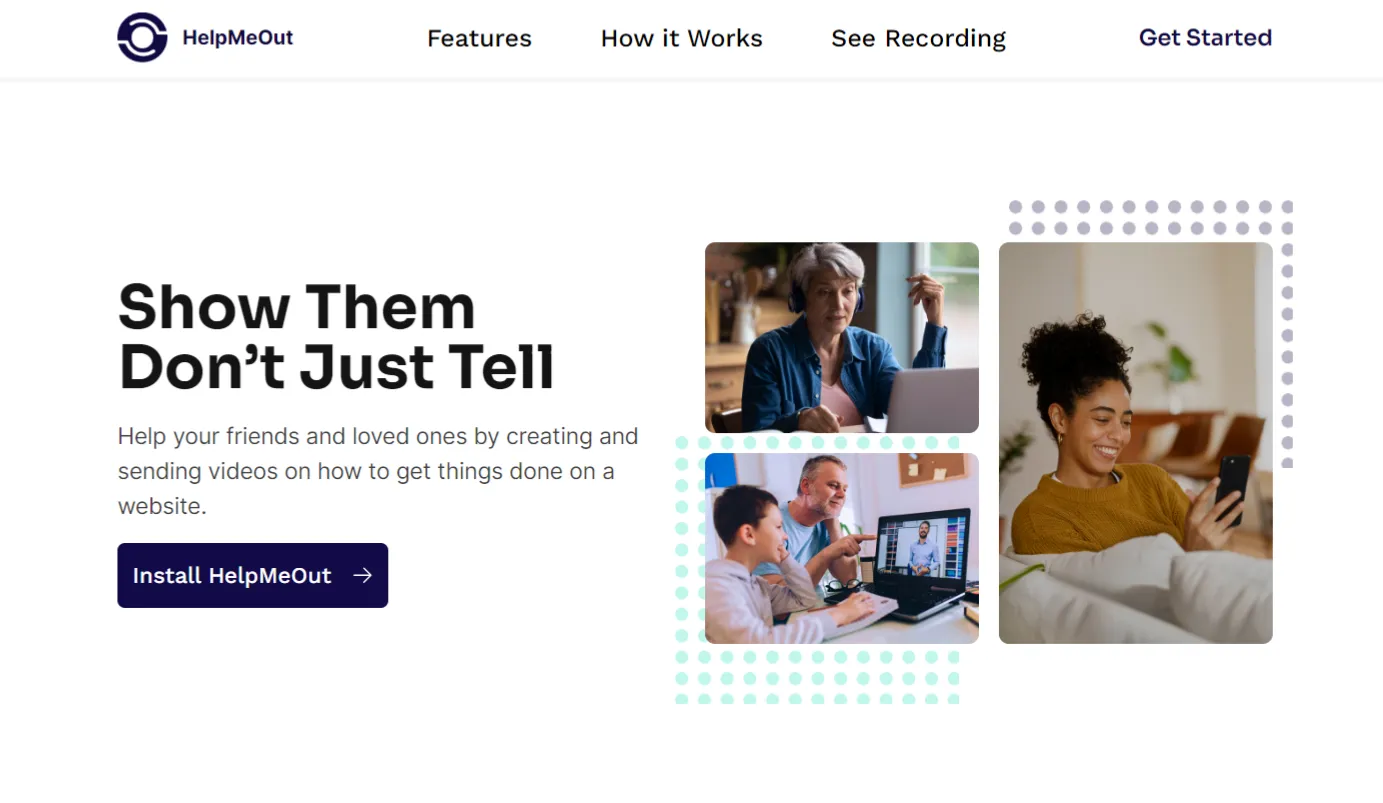 HelpMeOut
Features
How it Works
See Recording
Get Started
Show Them
Don’t Just Tell
Help your friends and loved ones by creating and
sending videos on how to get things done on a
website.
Install HelpMeOut →